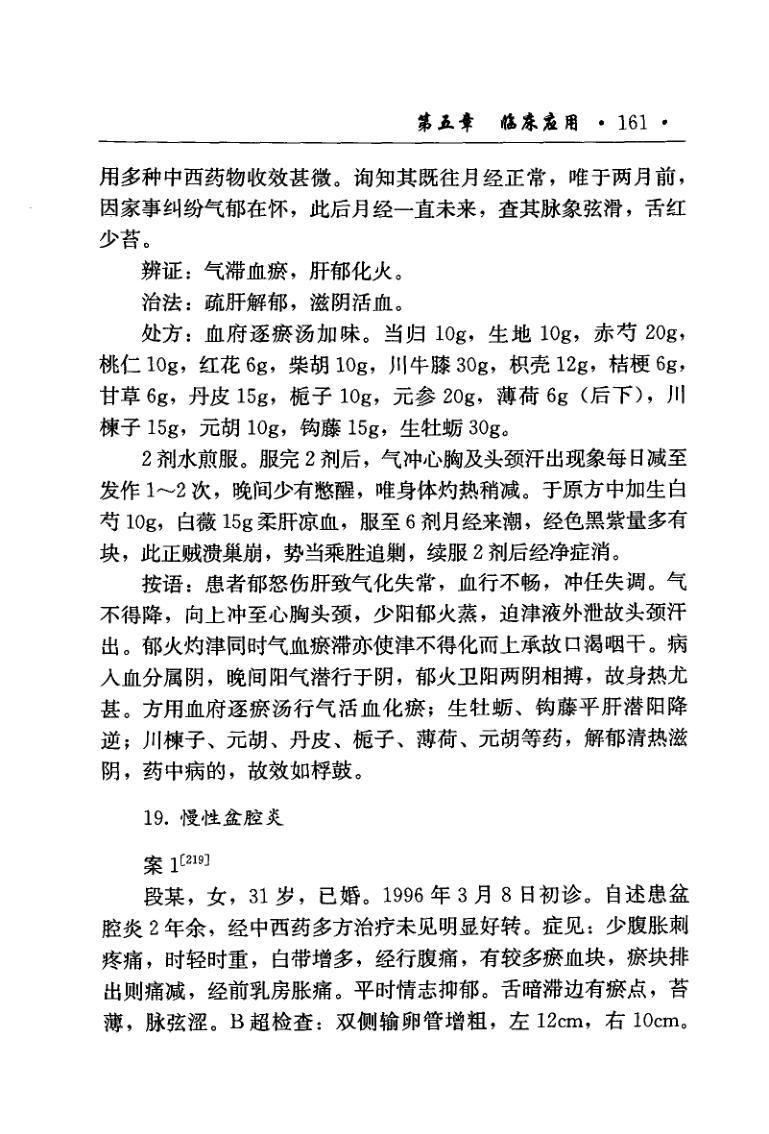 第五章　临床应用 · 161 ·
用多种中西药物收效甚微。询知其既往月经正常，唯于两月前，
因家事纠纷气郁在怀，此后月经一直未来，查其脉象弦滑，舌红
少苔。
辨证：气滞血瘀，肝郁化火。
治法：疏肝解郁，滋阴活血。
处方：血府逐瘀汤加味。当归 10g，生地 10g，赤芍 20g，
桃仁 10g，红花 6g，柴胡 10g，川牛膝 30g，枳壳 12g，桔梗 6g，
甘草 6g，丹皮 15g，栀子 10g，元参 20g，薄荷 6g（后下），川
楝子 15g，元胡 10g，钩藤 15g，生牡蛎 30g。
2 剂水煎服。服完 2 剂后，气冲心胸及头颈汗出现象每日减至
发作 1～2 次，晚间少有憋醒，唯身体灼热稍减。于原方中加生白
芍 10g，白薇 15g 柔肝凉血，服至 6 剂月经来潮，经色黑紫量多有
块，此正贼溃巢崩，势当乘胜追剿，续服 2 剂后经净症消。
按语：患者郁怒伤肝致气化失常，血行不畅，冲任失调。气
不得降，向上冲至心胸头颈，少阳郁火蒸，迫津液外泄故头颈汗
出。郁火灼津同时气血瘀滞亦使津不得化而上承故口渴咽干。病
入血分属阴，晚间阳气潜行于阴，郁火卫阳两阴相搏，故身热尤
甚。方用血府逐瘀汤行气活血化瘀；生牡蛎、钩藤平肝潜阳降
逆；川楝子、元胡、丹皮、栀子、薄荷、元胡等药，解郁清热滋
阴，药中病的，故效如桴鼓。
19. 慢性盆腔炎
案 1〔219〕
段某，女，31 岁，已婚。1996 年 3 月 8 日初诊。自述患盆
腔炎 2 年余，经中西药多方治疗未见明显好转。症见：少腹胀刺
疼痛，时轻时重，白带增多，经行腹痛，有较多瘀血块，瘀块排
出则痛减，经前乳房胀痛。平时情志抑郁。舌暗滞边有瘀点，苔
薄，脉弦涩。B 超检查：双侧输卵管增粗，左 12cm，右 10cm。